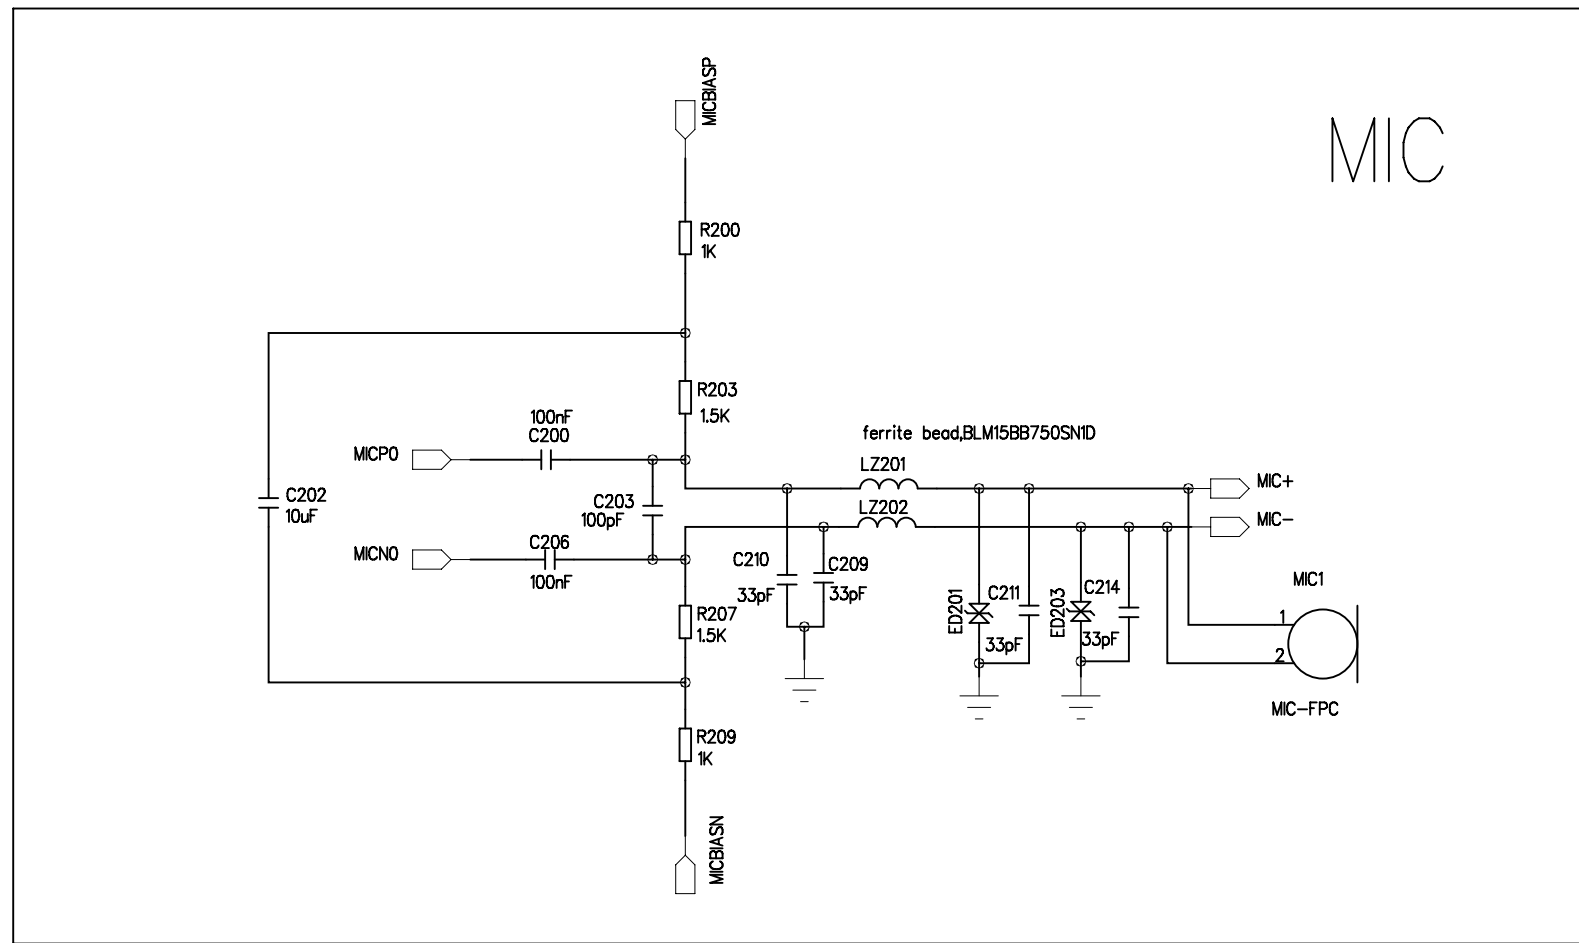 MICBIASP
MIC
R200
1K
R203
1.5K
100nF
C200
MICP0
ferrite bead,BLM15BB750SN1D
LZ201
MIC+
C202
10uF
C203
100pF
LZ202
MIC-
MICN0
C206
100nF
C210
33pF
C209
33pF
ED201
C211
33pF
ED203
C214
33pF
MIC1
1
2
MIC-FPC
R207
1.5K
R209
1K
MICBIASN